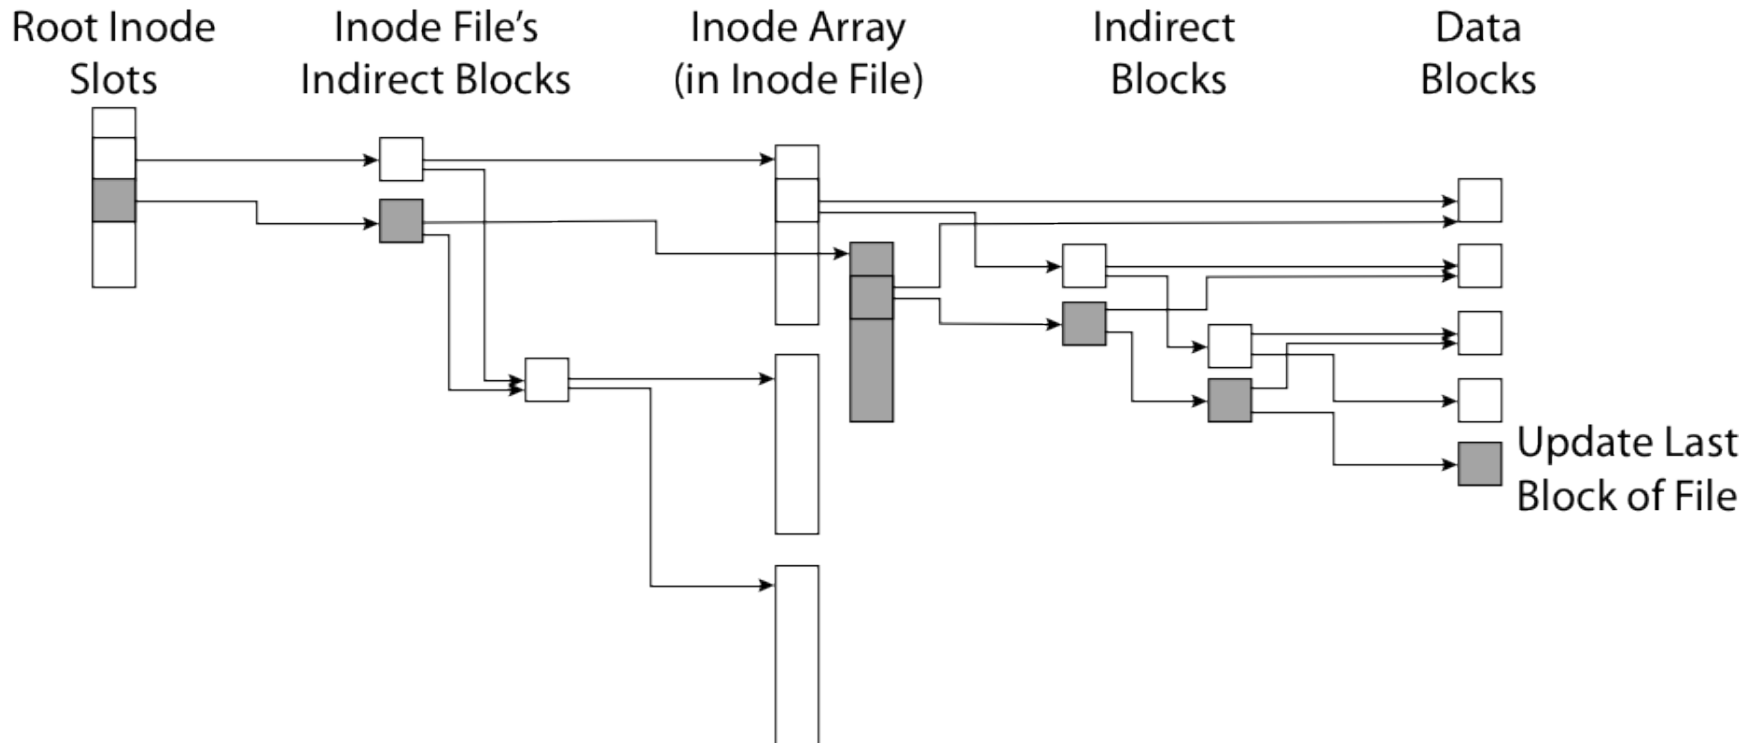 Root Inode
Slots
Inode File’s
Indirect Blocks
Inode Array
(in Inode File)
Indirect
Blocks
Data
Blocks
Update Last
Block of File